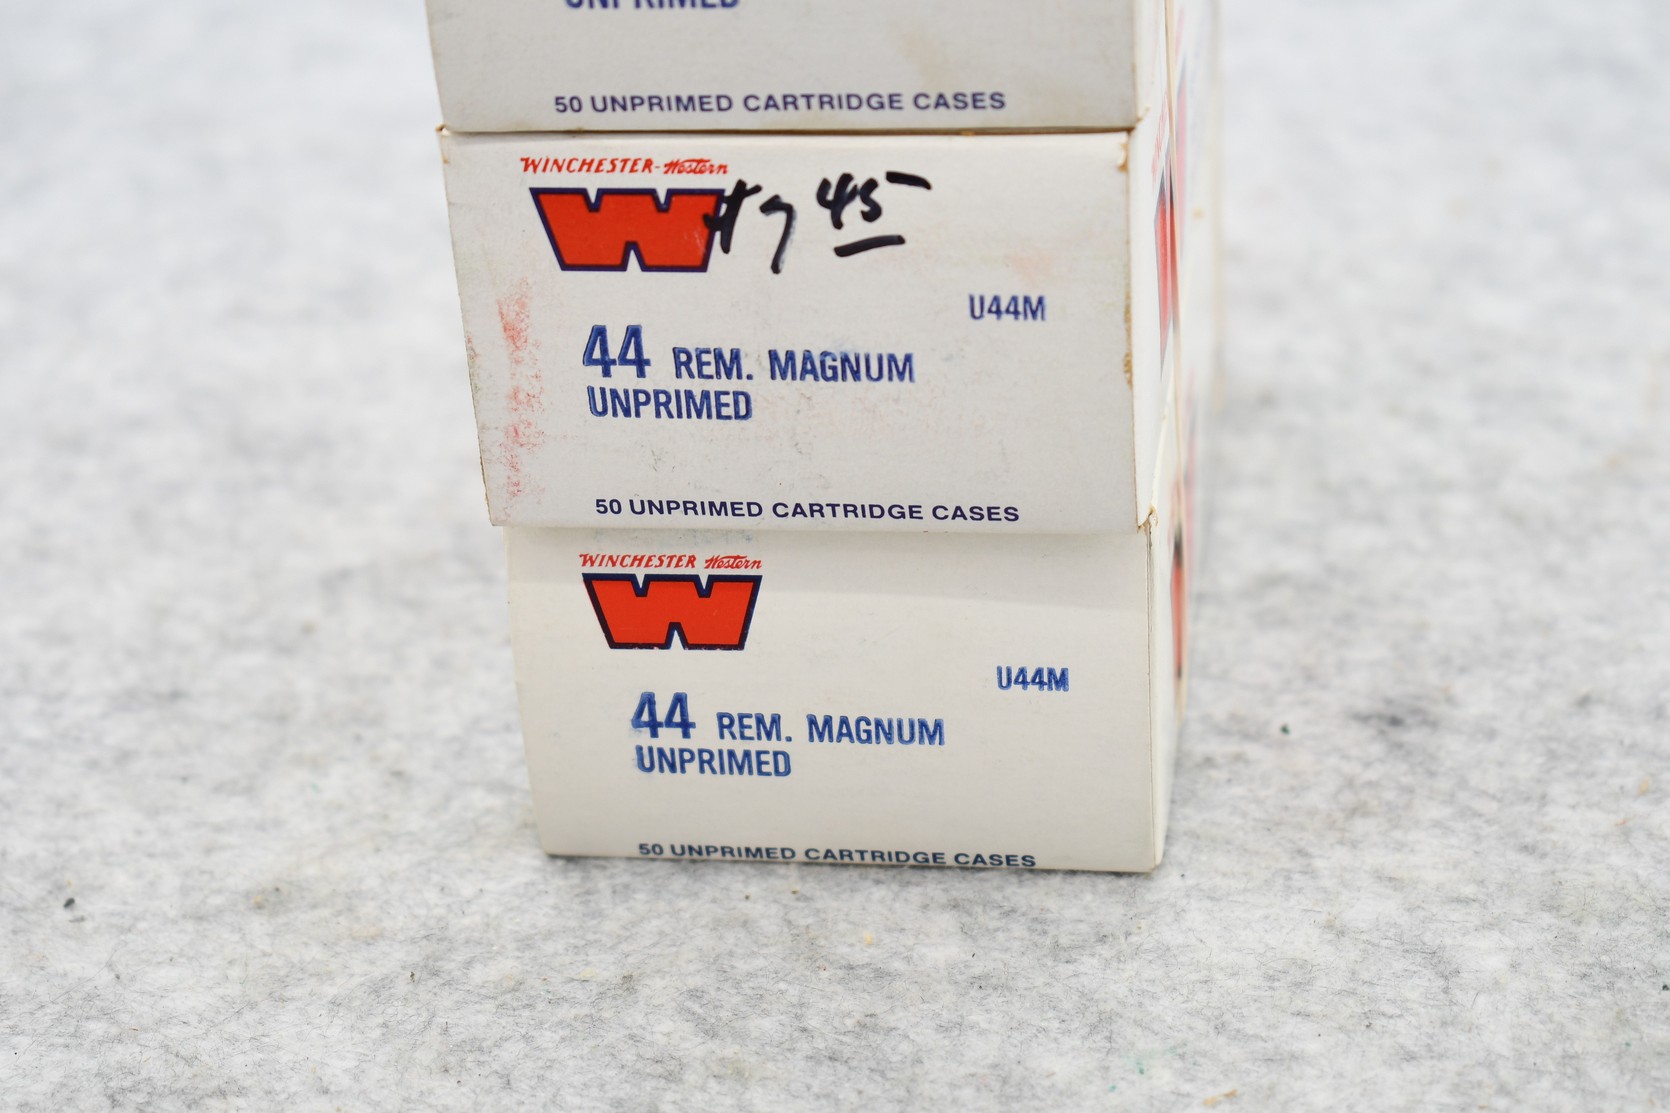 UNPRIMED
50 UNPRIMED CARTRIDGE CASES
WINCHESTER-Western
W
45
U44M
44 REM. MAGNUM
UNPRIMED
50 UNPRIMED CARTRIDGE CASES
WINCHESTER Western
W
U44M
44 REM. MAGNUM
UNPRIMED
50 UNPRIMED CARTRIDGE CASES